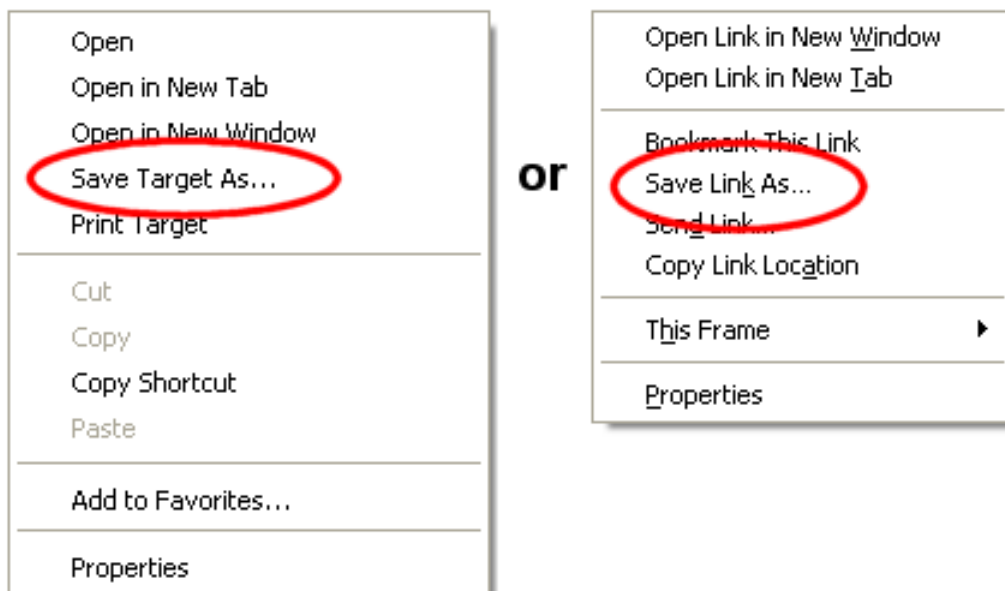 Open
Open in New Tab
Open in New Window
Save Target As...
Print Target
Cut
Copy
Copy Shortcut
Paste
Add to Favorites...
Properties
or
Open Link in New Window
Open Link in New Tab
Bookmark This Link
Save Link As...
Send Link...
Copy Link Location
This Frame
Properties